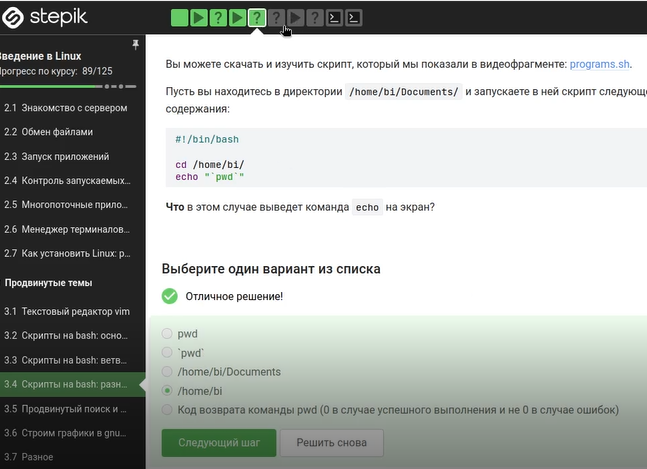 stepik
Введение в Linux
Прогресс по курсу: 89/125
2.1 Знакомство с сервером
2.2 Обмен файлами
2.3 Запуск приложений
2.4 Контроль запускаемых...
2.5 Многопоточные прило...
2.6 Менеджер терминалов...
2.7 Как установить Linux: р...
Продвинутые темы
3.1 Текстовый редактор vim
3.2 Скрипты на bash: осно...
3.3 Скрипты на bash: ветв...
3.4 Скрипты на bash: разн...
3.5 Продвинутый поиск и ...
3.6 Строим графики в gnu...
3.7 Разное
Вы можете скачать и изучить скрипт, который мы показали в видеофрагменте: programs.sh.
Пусть вы находитесь в директории /home/bi/Documents/ и запускаете в ней скрипт следующе
содержания:
#!/bin/bash
cd /home/bi/
echo "`pwd`"
Что в этом случае выведет команда echo на экран?
Выберите один вариант из списка
Отличное решение!
pwd
`pwd`
/home/bi/Documents
/home/bi
Код возврата команды pwd (0 в случае успешного выполнения и не 0 в случае ошибок)
Следующий шаг
Решить снова